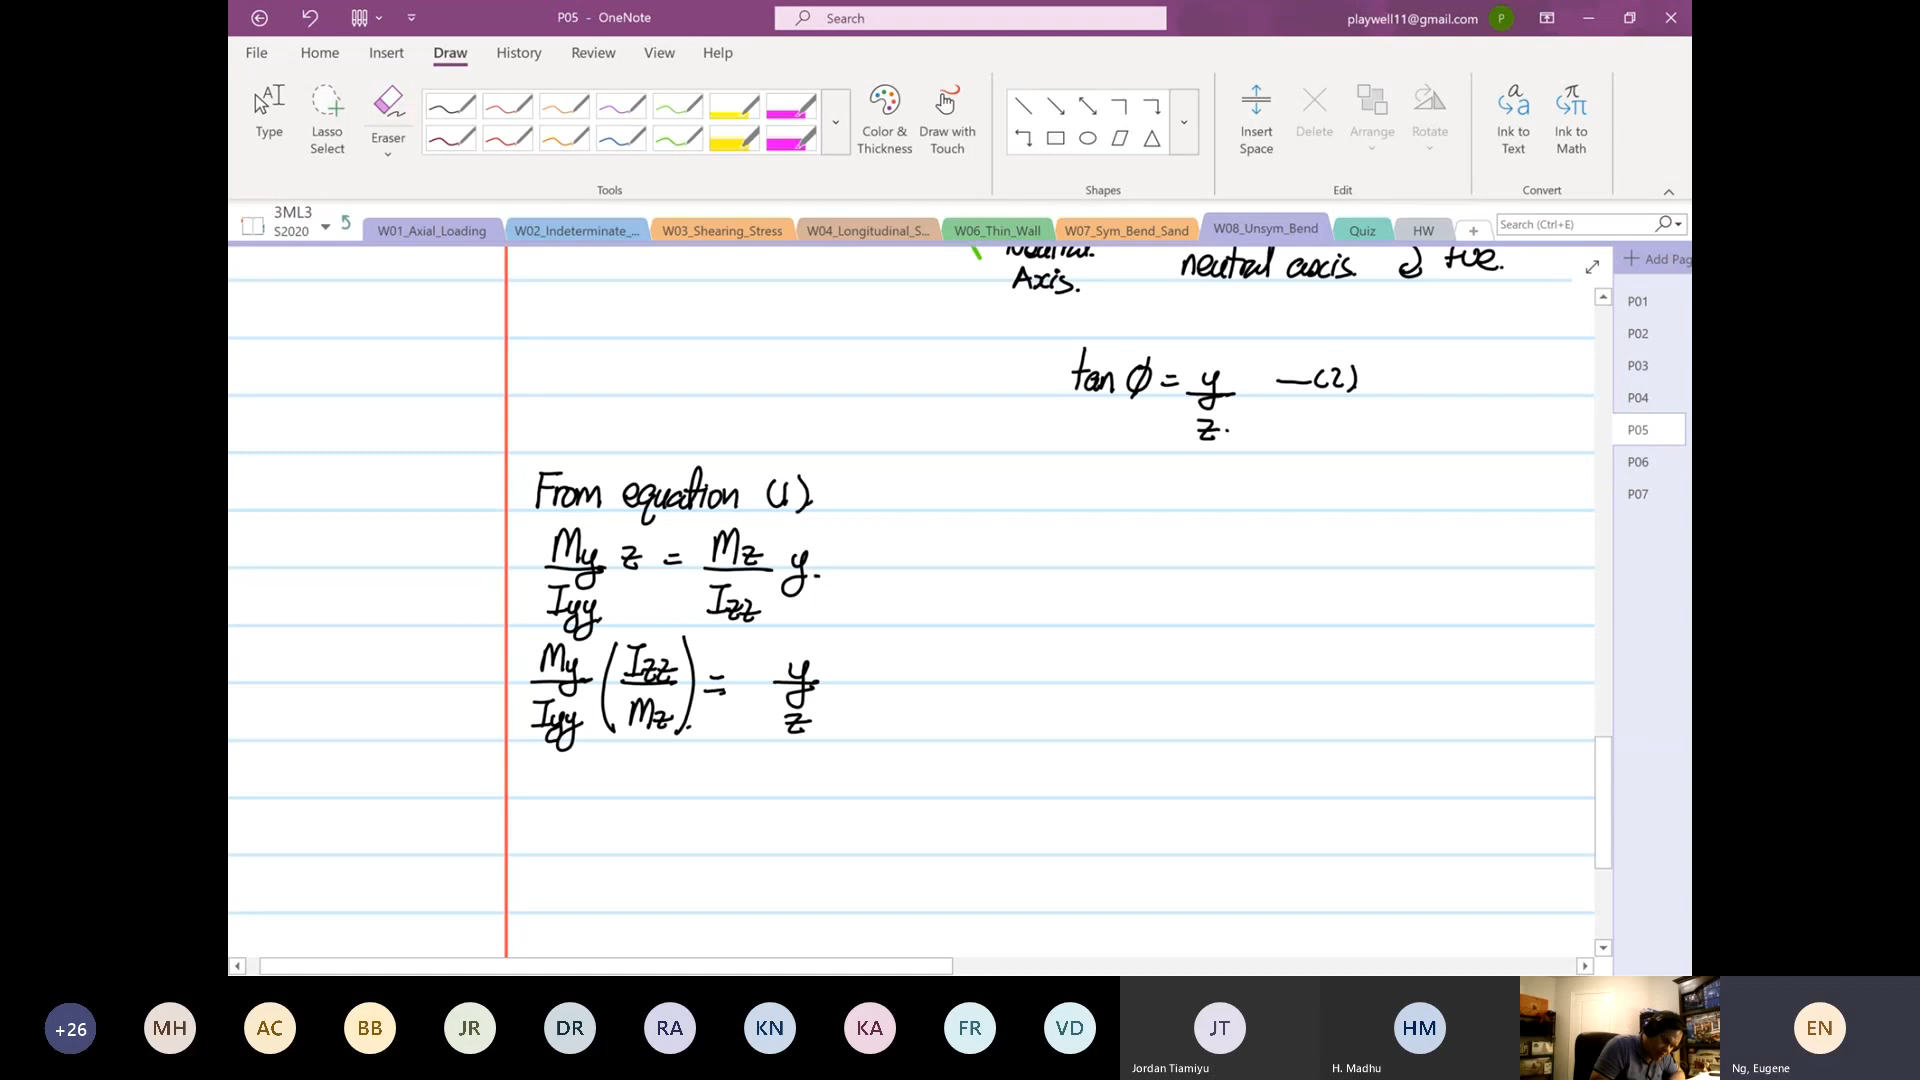 P05 - OneNote
Search
playwell11@gmail.com
P
File Home Insert Draw History Review View Help
Type
Lasso Select
Eraser
Color & Thickness
Draw with Touch
Insert Space
Delete
Arrange
Rotate
Ink to Text
Ink to Math
Tools Shapes Edit Convert
3ML3 S2020
W01_Axial_Loading W02_Indeterminate_... W03_Shearing_Stress W04_Longitudinal_S... W06_Thin_Wall W07_Sym_Bend_Sand W08_Unsym_Bend Quiz HW +
Search (Ctrl+E)
Add Pag
P01
P02
P03
P04
P05
P06
P07
Neutral
Axis.
neutral axis. +ve.
tan ϕ = y/z. —(2)
From equation (1)
My/Iyy z = Mz/Izz y.
My/Iyy (Izz/Mz) = y/z
+26 MH AC BB JR DR RA KN KA FR VD JT HM EN
Jordan Tiamiyu H. Madhu Ng, Eugene